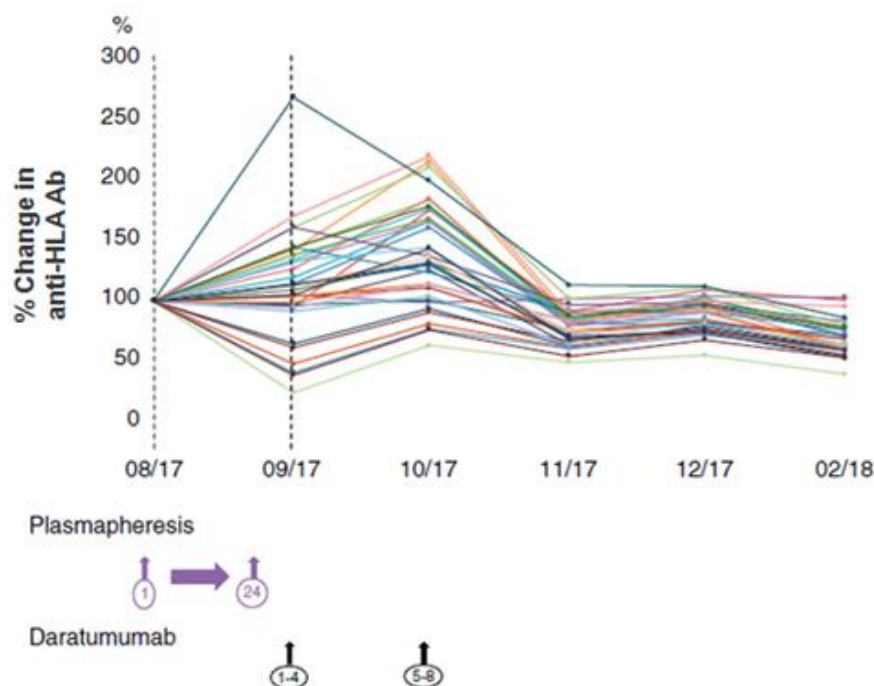 %
300
250
200
150
100
50
0
% Change in
anti-HLA Ab
08/17 09/17 10/17 11/17 12/17 02/18
Plasmapheresis
1 24
Daratumumab
1-4 5-8